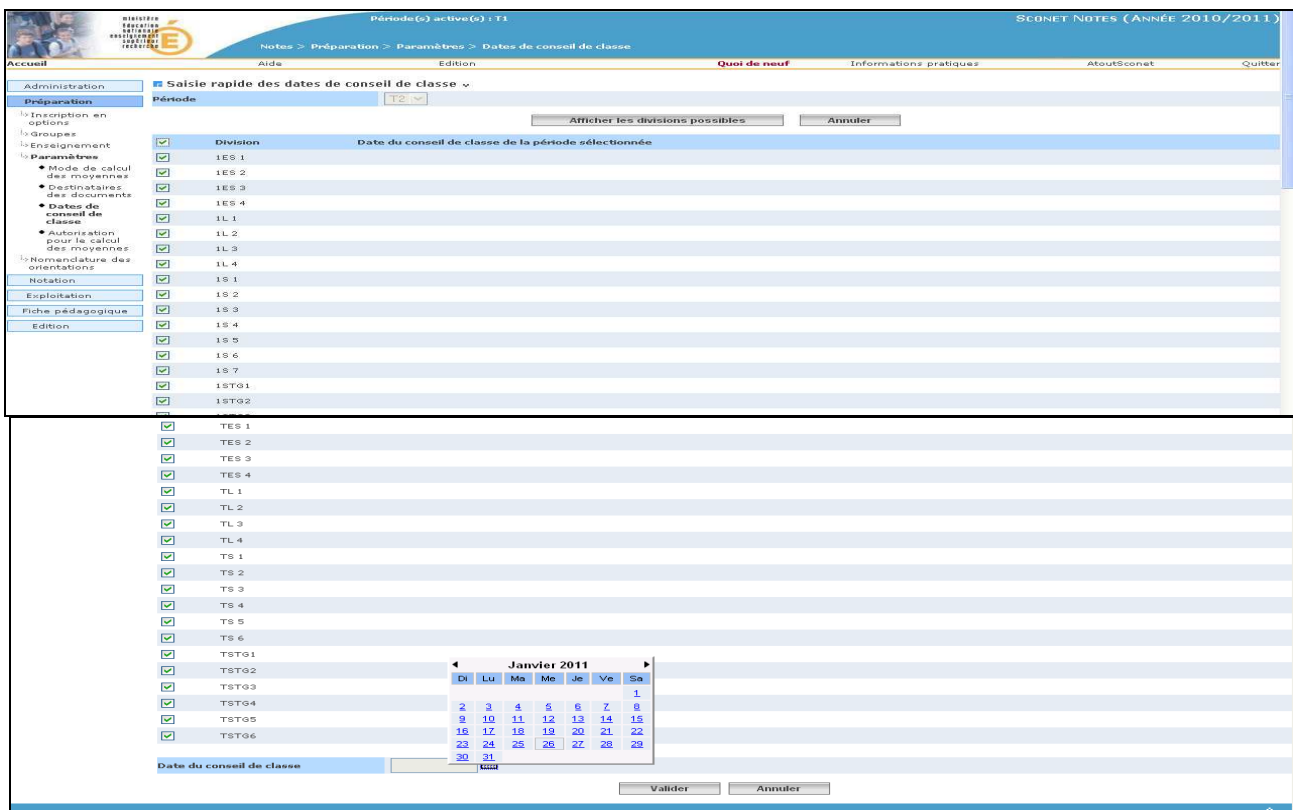 ministère
éducation
nationale
enseignement
supérieur
recherche
Période(s) active(s) : T1
SCONET NOTES (ANNÉE 2010/2011)
Notes > Préparation > Paramètres > Dates de conseil de classe
Accueil Aide Edition Quoi de neuf Informations pratiques AtoutSconet Quitter
Administration
Préparation
Inscription en
options
Groupes
Enseignement
Paramètres
Mode de calcul
des moyennes
Destinataires
des documents
Dates de
conseil de
classe
Autorisation
pour le calcul
des moyennes
Nomenclature des
orientations
Notation
Exploitation
Fiche pédagogique
Edition
Saisie rapide des dates de conseil de classe
Période T2
Afficher les divisions possibles Annuler
Division Date du conseil de classe de la période sélectionnée
1ES 1
1ES 2
1ES 3
1ES 4
1L 1
1L 2
1L 3
1L 4
1S 1
1S 2
1S 3
1S 4
1S 5
1S 6
1S 7
1STG1
1STG2
TES 1
TES 2
TES 3
TES 4
TL 1
TL 2
TL 3
TL 4
TS 1
TS 2
TS 3
TS 4
TS 5
TS 6
TSTG1
TSTG2
TSTG3
TSTG4
TSTG5
TSTG6
Janvier 2011
Di Lu Ma Me Je Ve Sa
1
2 3 4 5 6 7 8
9 10 11 12 13 14 15
16 17 18 19 20 21 22
23 24 25 26 27 28 29
30 31
Date du conseil de classe
Valider Annuler